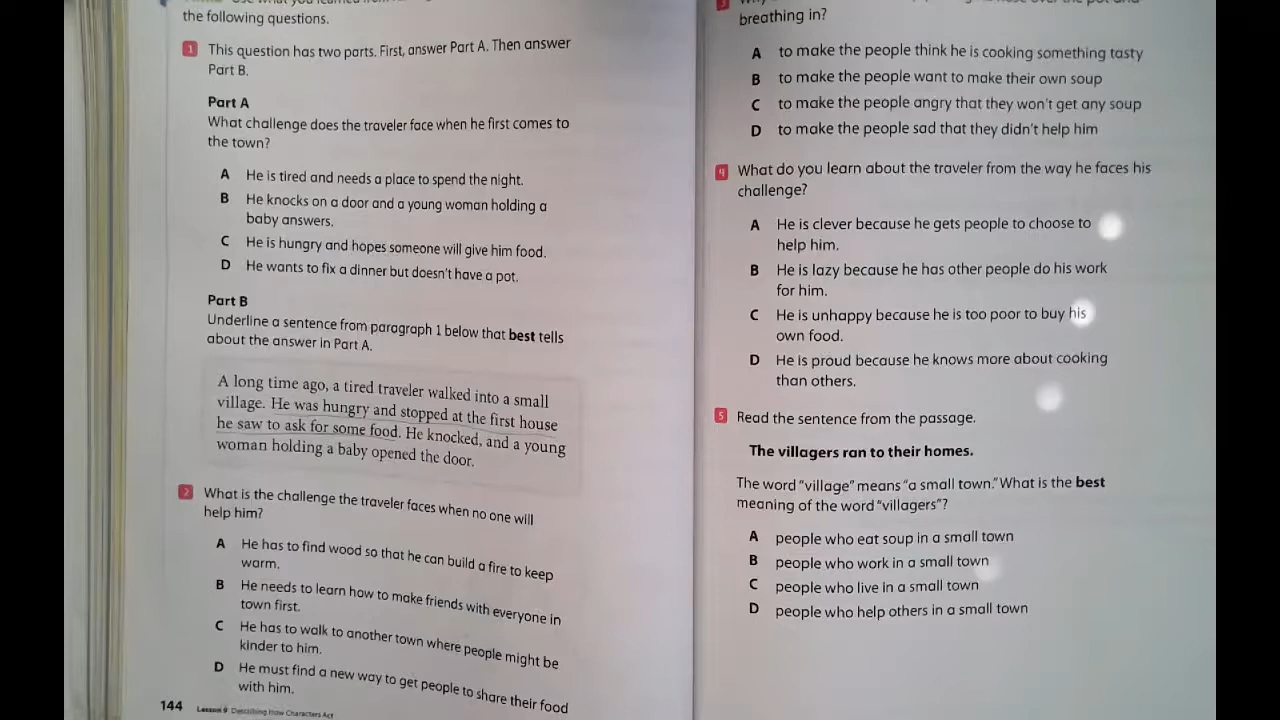 the following questions.
1 This question has two parts. First, answer Part A. Then answer
Part B.
Part A
What challenge does the traveler face when he first comes to
the town?
A He is tired and needs a place to spend the night.
B He knocks on a door and a young woman holding a
baby answers.
C He is hungry and hopes someone will give him food.
D He wants to fix a dinner but doesn't have a pot.
Part B
Underline a sentence from paragraph 1 below that best tells
about the answer in Part A.
A long time ago, a tired traveler walked into a small
village. He was hungry and stopped at the first house
he saw to ask for some food. He knocked, and a young
woman holding a baby opened the door.
2 What is the challenge the traveler faces when no one will
help him?
A He has to find wood so that he can build a fire to keep
warm.
B He needs to learn how to make friends with everyone in
town first.
C He has to walk to another town where people might be
kinder to him.
D He must find a new way to get people to share their food
with him.
144 Lesson 9 Describing How Characters Act
3
breathing in?
A to make the people think he is cooking something tasty
B to make the people want to make their own soup
C to make the people angry that they won't get any soup
D to make the people sad that they didn't help him
4 What do you learn about the traveler from the way he faces his
challenge?
A He is clever because he gets people to choose to
help him.
B He is lazy because he has other people do his work
for him.
C He is unhappy because he is too poor to buy his
own food.
D He is proud because he knows more about cooking
than others.
5 Read the sentence from the passage.
The villagers ran to their homes.
The word "village" means "a small town." What is the best
meaning of the word "villagers"?
A people who eat soup in a small town
B people who work in a small town
C people who live in a small town
D people who help others in a small town